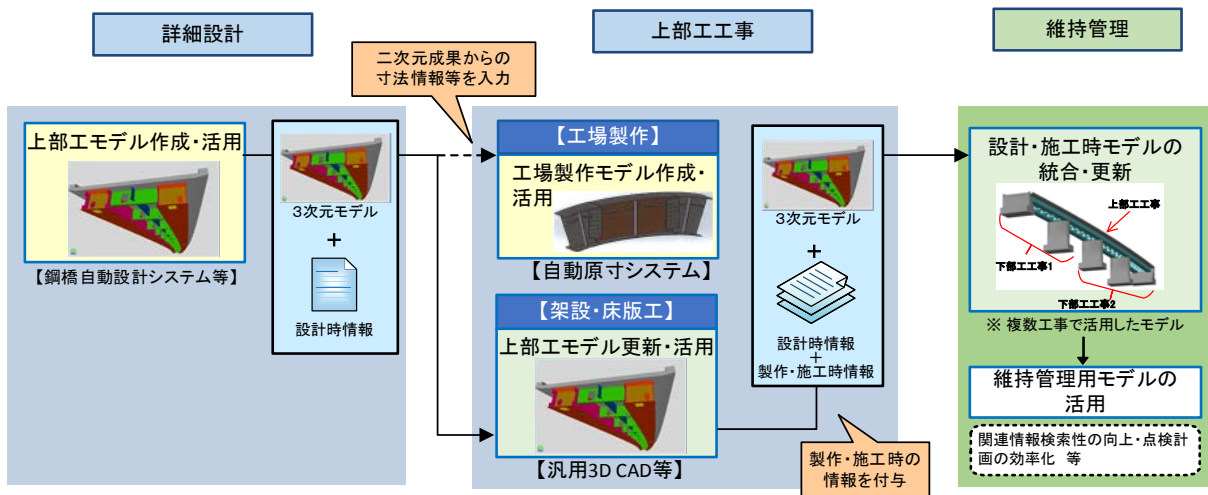 詳細設計
上部工工事
維持管理
二次元成果からの
寸法情報等を入力
上部工モデル作成・活用
【鋼橋自動設計システム等】
3次元モデル
+
設計時情報
【工場製作】
工場製作モデル作成・
活用
【自動原寸システム】
【架設・床版工】
上部工モデル更新・活用
【汎用3D CAD等】
3次元モデル
+
設計時情報
+
製作・施工時情報
製作・施工時の
情報を付与
設計・施工時モデルの
統合・更新
上部工工事
下部工工事1
下部工工事2
※ 複数工事で活用したモデル
維持管理用モデルの
活用
関連情報検索性の向上・点検計
画の効率化 等